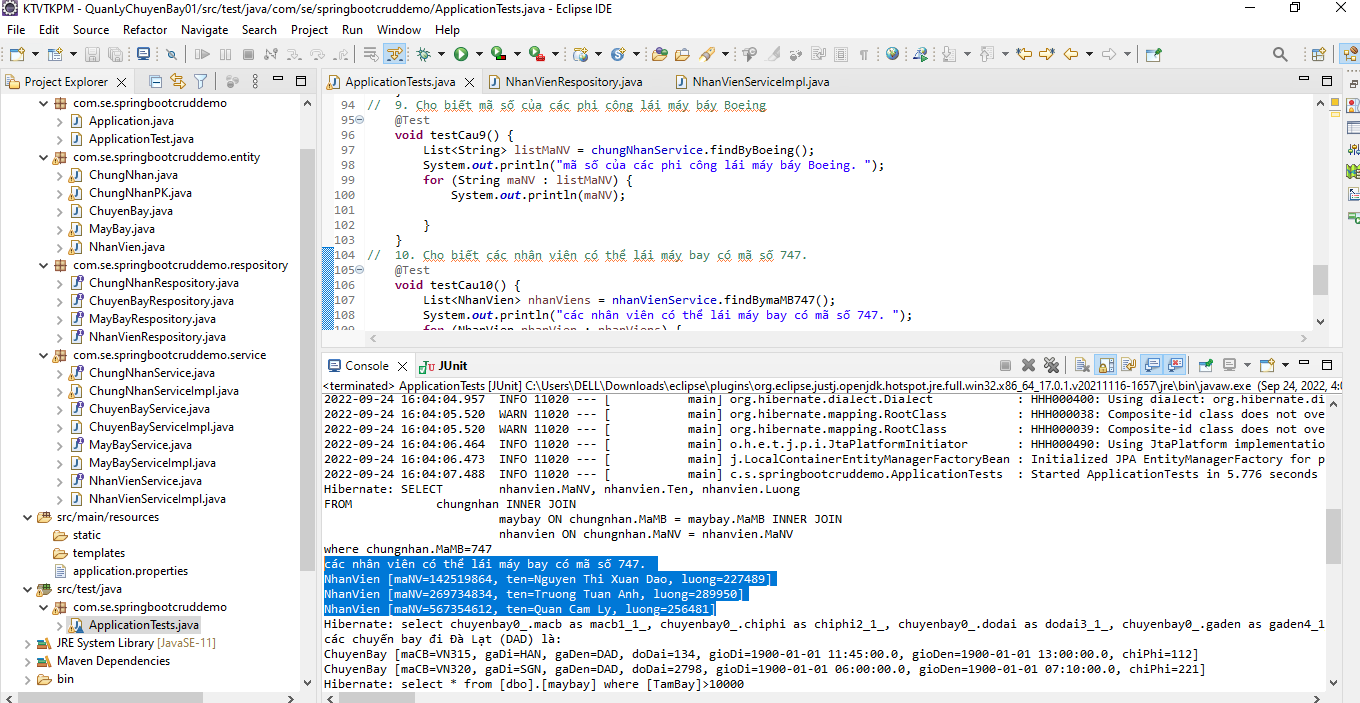 KTVTKPM - QuanLyChuyenBay01/src/test/java/com/se/springbootcruddemo/ApplicationTests.java - Eclipse IDE
File Edit Source Refactor Navigate Search Project Run Window Help
Project Explorer
com.se.springbootcruddemo
Application.java
ApplicationTest.java
com.se.springbootcruddemo.entity
ChungNhan.java
ChungNhanPK.java
ChuyenBay.java
MayBay.java
NhanVien.java
com.se.springbootcruddemo.respository
ChungNhanRespository.java
ChuyenBayRespository.java
MayBayRespository.java
NhanVienRespository.java
com.se.springbootcruddemo.service
ChungNhanService.java
ChungNhanServiceImpl.java
ChuyenBayService.java
ChuyenBayServiceImpl.java
MayBayService.java
MayBayServiceImpl.java
NhanVienService.java
NhanVienServiceImpl.java
src/main/resources
static
templates
application.properties
src/test/java
com.se.springbootcruddemo
ApplicationTests.java
JRE System Library [JavaSE-11]
Maven Dependencies
bin
ApplicationTests.java NhanVienRespository.java NhanVienServiceImpl.java
94 // 9. Cho biết mã số của các phi công lái máy báy Boeing
95 @Test
96 void testCau9() {
97 List<String> listMaNV = chungNhanService.findByBoeing();
98 System.out.println("mã số của các phi công lái máy báy Boeing. ");
99 for (String maNV : listMaNV) {
100 System.out.println(maNV);
101
102 }
103 }
104 // 10. Cho biết các nhân viên có thể lái máy bay có mã số 747.
105 @Test
106 void testCau10() {
107 List<NhanVien> nhanViens = nhanVienService.findBymaMB747();
108 System.out.println("các nhân viên có thể lái máy bay có mã số 747. ");
109 for (NhanVien nhanVien : nhanViens) {
Console JUnit
<terminated> ApplicationTests [JUnit] C:\Users\DELL\Downloads\eclipse\plugins\org.eclipse.justj.openjdk.hotspot.jre.full.win32.x86_64_17.0.1.v20211116-1657\jre\bin\javaw.exe (Sep 24, 2022, 4:0
2022-09-24 16:04:04.957 INFO 11020 --- [ main] org.hibernate.dialect.Dialect : HHH000400: Using dialect: org.hibernate.di
2022-09-24 16:04:05.520 WARN 11020 --- [ main] org.hibernate.mapping.RootClass : HHH000038: Composite-id class does not ove
2022-09-24 16:04:05.520 WARN 11020 --- [ main] org.hibernate.mapping.RootClass : HHH000039: Composite-id class does not ove
2022-09-24 16:04:06.464 INFO 11020 --- [ main] o.h.e.t.j.p.i.JtaPlatformInitiator : HHH000490: Using JtaPlatform implementatio
2022-09-24 16:04:06.473 INFO 11020 --- [ main] j.LocalContainerEntityManagerFactoryBean : Initialized JPA EntityManagerFactory for p
2022-09-24 16:04:07.488 INFO 11020 --- [ main] c.s.springbootcruddemo.ApplicationTests : Started ApplicationTests in 5.776 seconds
Hibernate: SELECT nhanvien.MaNV, nhanvien.Ten, nhanvien.Luong
FROM chungnhan INNER JOIN
maybay ON chungnhan.MaMB = maybay.MaMB INNER JOIN
nhanvien ON chungnhan.MaNV = nhanvien.MaNV
where chungnhan.MaMB=747
các nhân viên có thể lái máy bay có mã số 747.
NhanVien [maNV=142519864, ten=Nguyen Thi Xuan Dao, luong=227489]
NhanVien [maNV=269734834, ten=Truong Tuan Anh, luong=289950]
NhanVien [maNV=567354612, ten=Quan Cam Ly, luong=256481]
Hibernate: select chuyenbay0_.macb as macb1_1_, chuyenbay0_.chiphi as chiphi2_1_, chuyenbay0_.dodai as dodai3_1_, chuyenbay0_.gaden as gaden4_1
các chuyến bay đi Đà Lạt (DAD) là:
ChuyenBay [maCB=VN315, gaDi=HAN, gaDen=DAD, doDai=134, gioDi=1900-01-01 11:45:00.0, gioDen=1900-01-01 13:00:00.0, chiPhi=112]
ChuyenBay [maCB=VN320, gaDi=SGN, gaDen=DAD, doDai=2798, gioDi=1900-01-01 06:00:00.0, gioDen=1900-01-01 07:10:00.0, chiPhi=221]
Hibernate: select * from [dbo].[maybay] where [TamBay]>10000